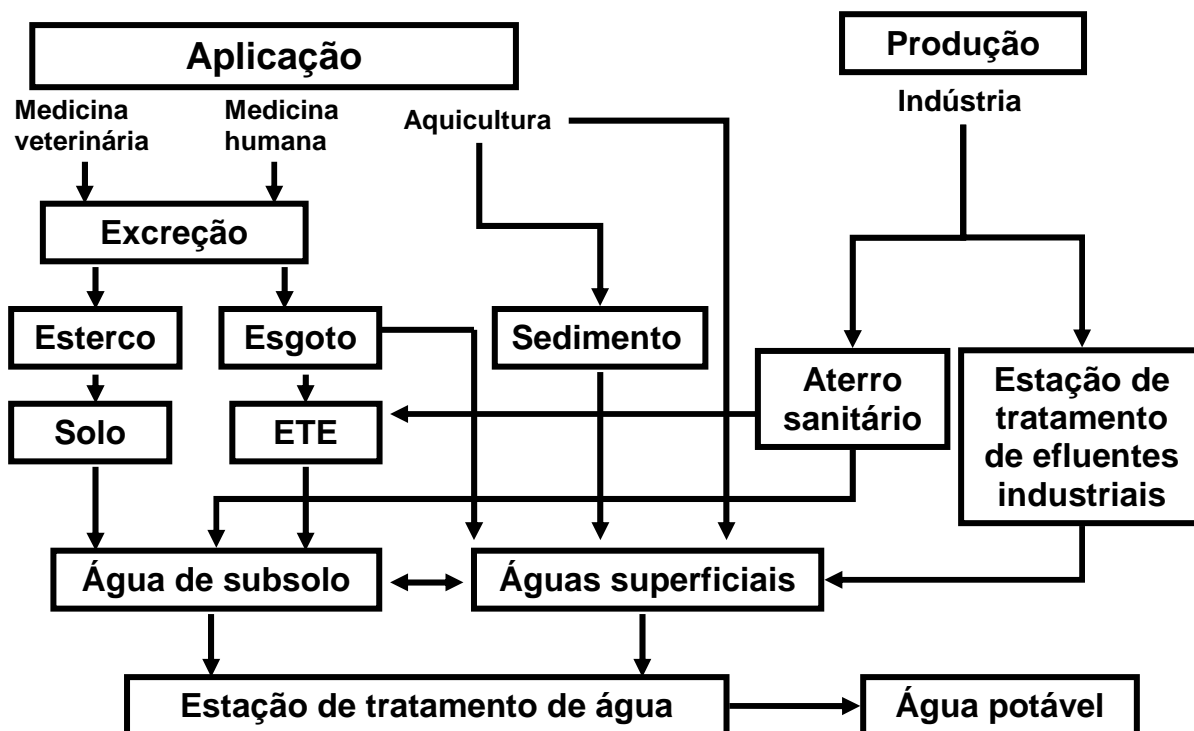 Aplicação
Produção
Medicina
veterinária
Medicina
humana
Aquicultura
Indústria
Excreção
Esterco
Esgoto
Sedimento
Aterro
sanitário
Estação de
tratamento
de efluentes
industriais
Solo
ETE
Água de subsolo
Águas superficiais
Estação de tratamento de água
Água potável